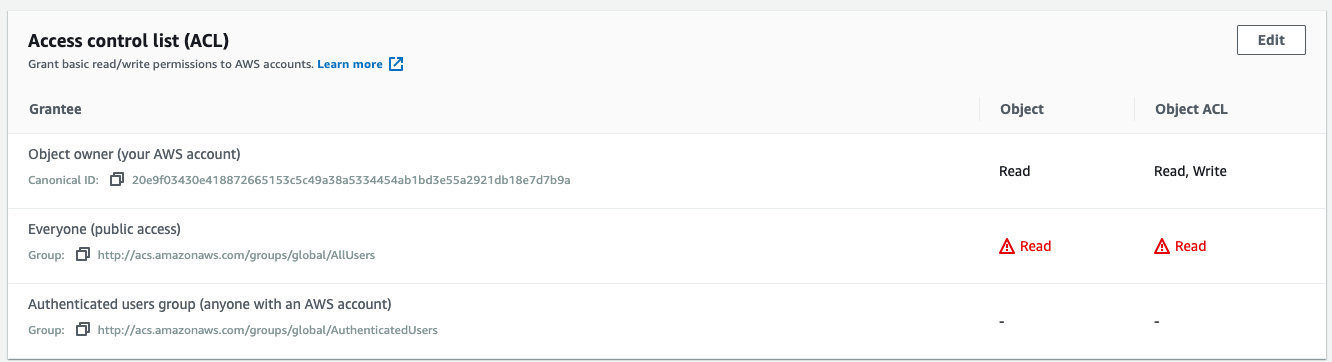 Access control list (ACL)
Edit
Grant basic read/write permissions to AWS accounts. Learn more
Grantee Object Object ACL
Object owner (your AWS account)
Canonical ID: 20e9f03430e418872665153c5c49a38a5334454ab1bd3e55a2921db18e7d7b9a
Read Read, Write
Everyone (public access)
Group: http://acs.amazonaws.com/groups/global/AllUsers
Read Read
Authenticated users group (anyone with an AWS account)
Group: http://acs.amazonaws.com/groups/global/AuthenticatedUsers
- -